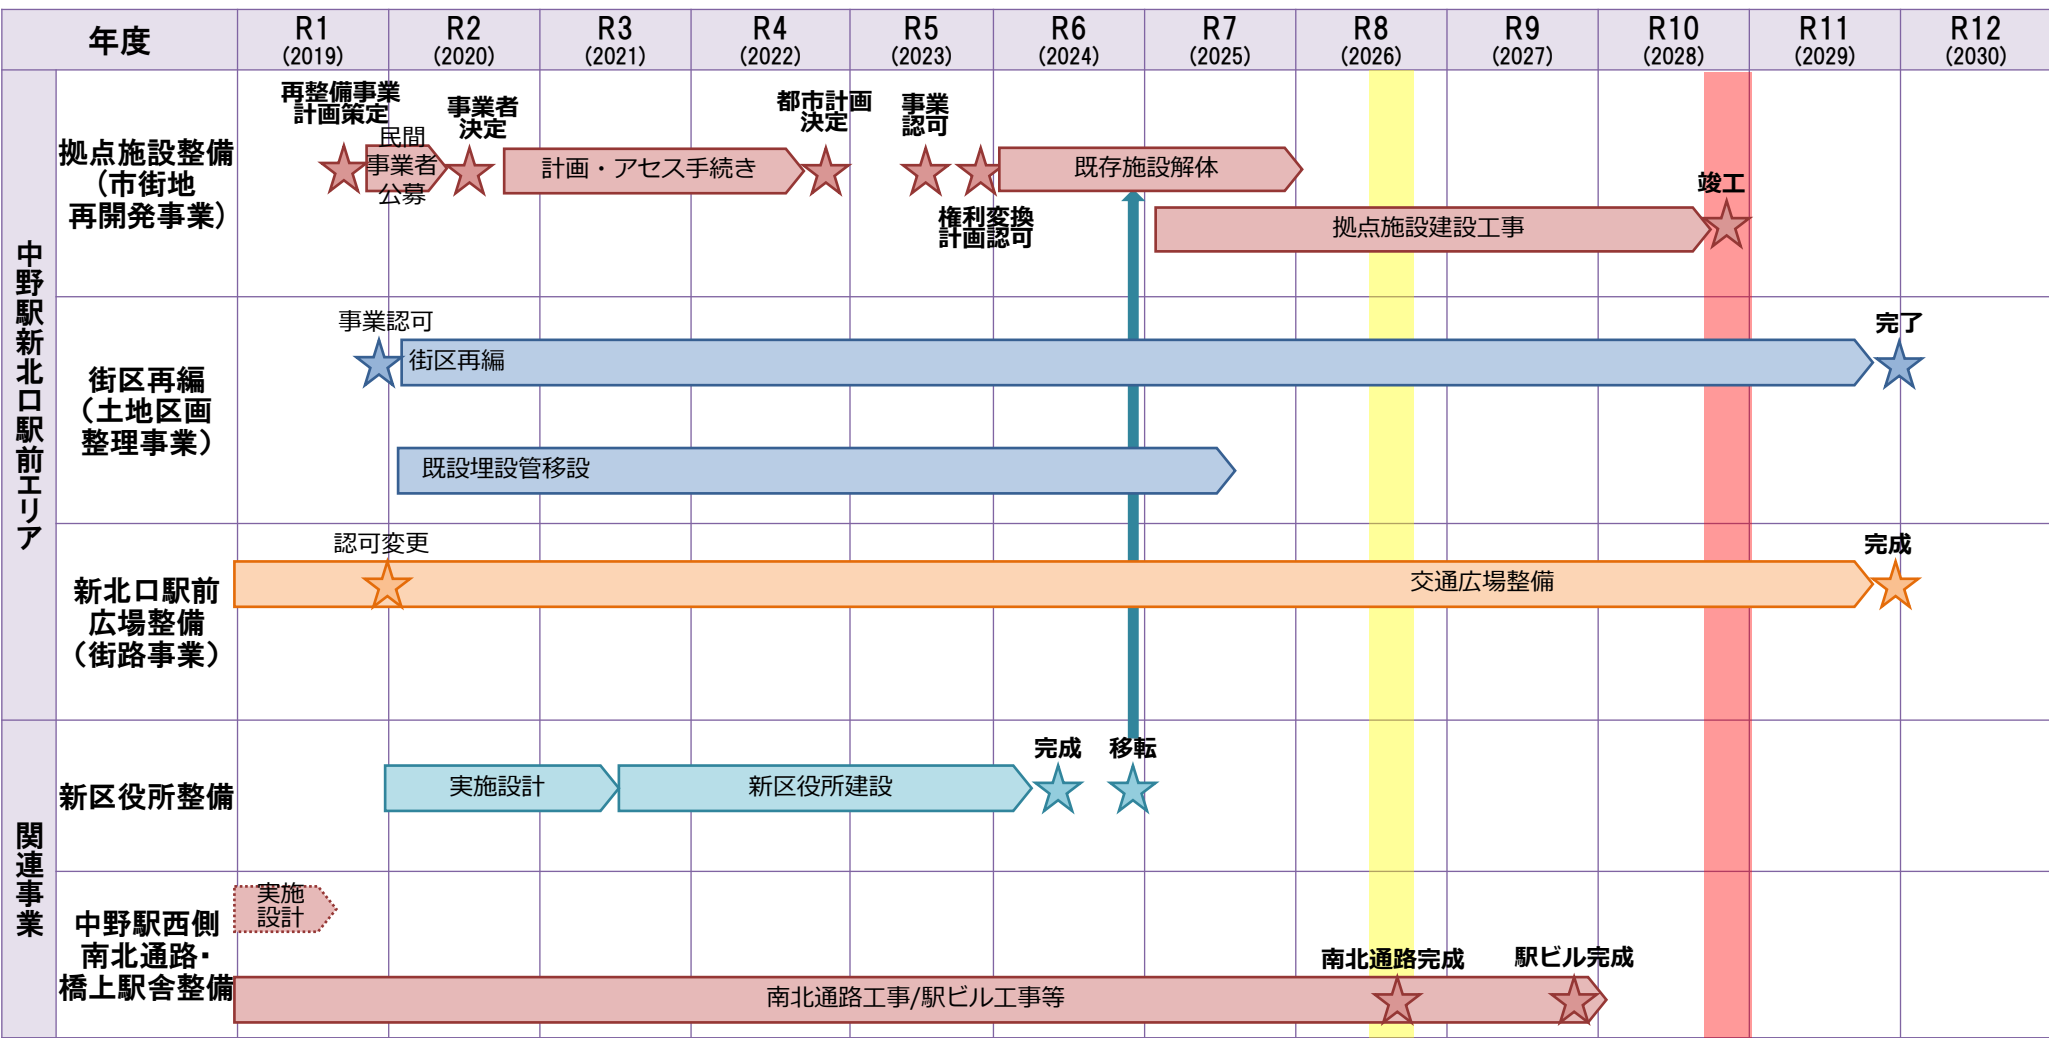 年度
R1
(2019)
R2
(2020)
R3
(2021)
R4
(2022)
R5
(2023)
R6
(2024)
R7
(2025)
R8
(2026)
R9
(2027)
R10
(2028)
R11
(2029)
R12
(2030)
中野駅新北口駅前エリア
拠点施設整備
（市街地
再開発事業）
再整備事業
計画策定
民間
事業者
公募
事業者
決定
計画・アセス手続き
都市計画
決定
事業
認可
権利変換
計画認可
既存施設解体
拠点施設建設工事
竣工
街区再編
（土地区画
整理事業）
事業認可
街区再編
完了
既設埋設管移設
新北口駅前
広場整備
（街路事業）
認可変更
交通広場整備
完成
関連事業
新区役所整備
実施設計
新区役所建設
完成
移転
中野駅西側
南北通路・
橋上駅舎整備
実施
設計
南北通路工事/駅ビル工事等
南北通路完成
駅ビル完成